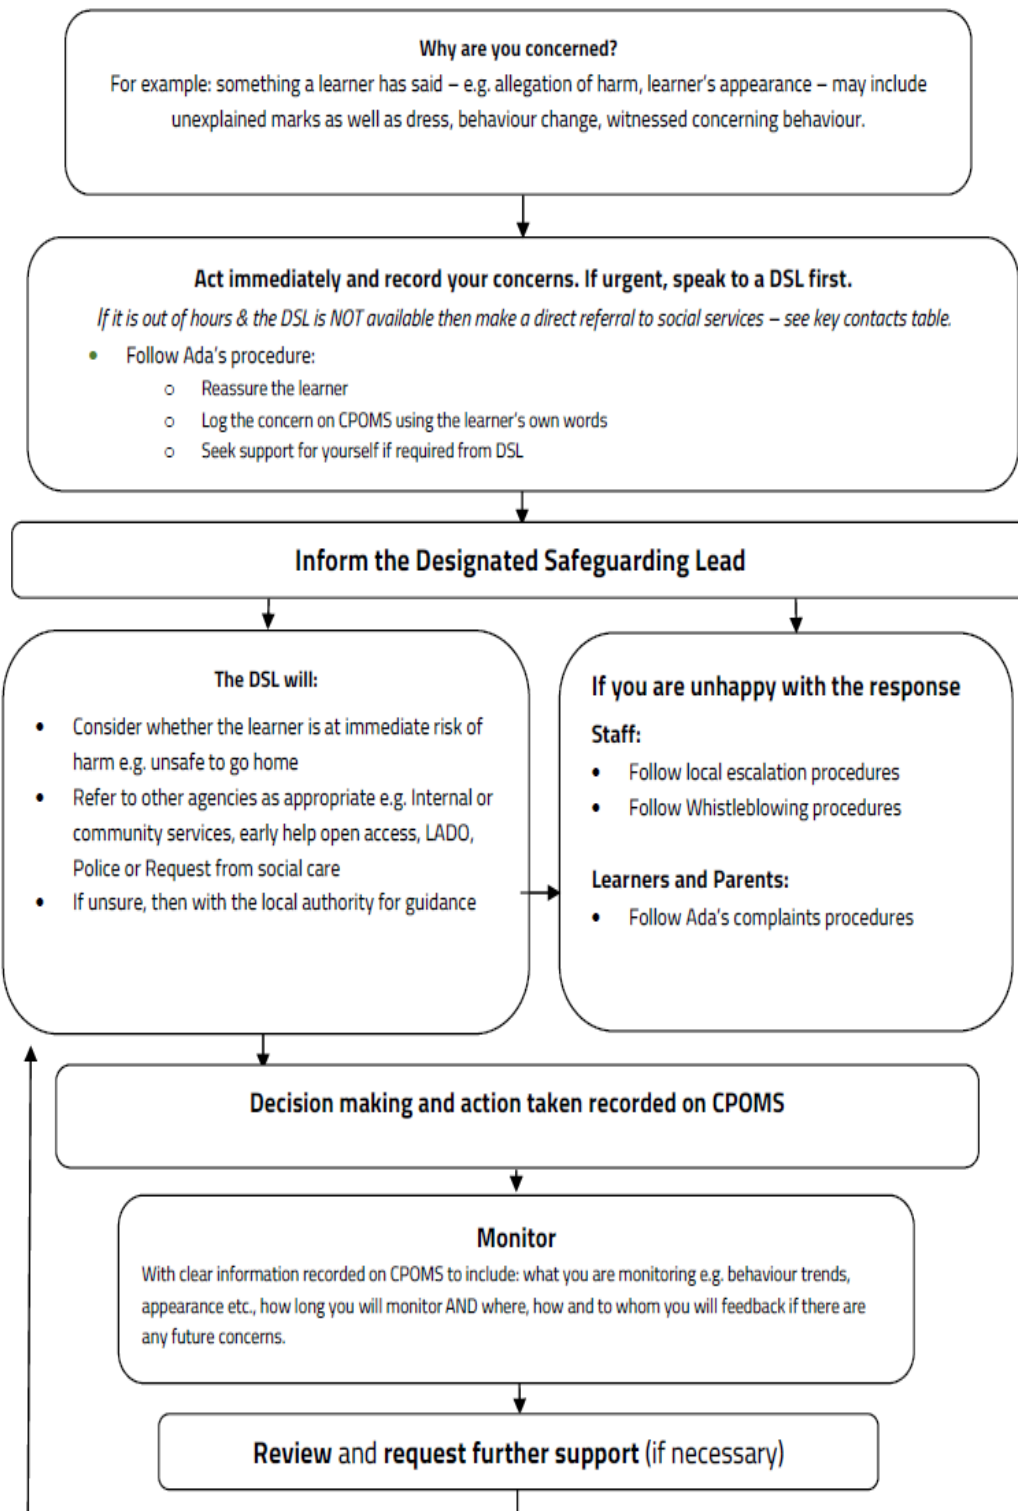 Why are you concerned?
For example: something a learner has said – e.g. allegation of harm, learner's appearance – may include
unexplained marks as well as dress, behaviour change, witnessed concerning behaviour.
Act immediately and record your concerns. If urgent, speak to a DSL first.
If it is out of hours & the DSL is NOT available then make a direct referral to social services – see key contacts table.
• Follow Ada's procedure:
o Reassure the learner
o Log the concern on CPOMS using the learner's own words
o Seek support for yourself if required from DSL
Inform the Designated Safeguarding Lead
The DSL will:
• Consider whether the learner is at immediate risk of
harm e.g. unsafe to go home
• Refer to other agencies as appropriate e.g. Internal or
community services, early help open access, LADO,
Police or Request from social care
• If unsure, then with the local authority for guidance
If you are unhappy with the response
Staff:
• Follow local escalation procedures
• Follow Whistleblowing procedures
Learners and Parents:
• Follow Ada's complaints procedures
Decision making and action taken recorded on CPOMS
Monitor
With clear information recorded on CPOMS to include: what you are monitoring e.g. behaviour trends,
appearance etc., how long you will monitor AND where, how and to whom you will feedback if there are
any future concerns.
Review and request further support (if necessary)